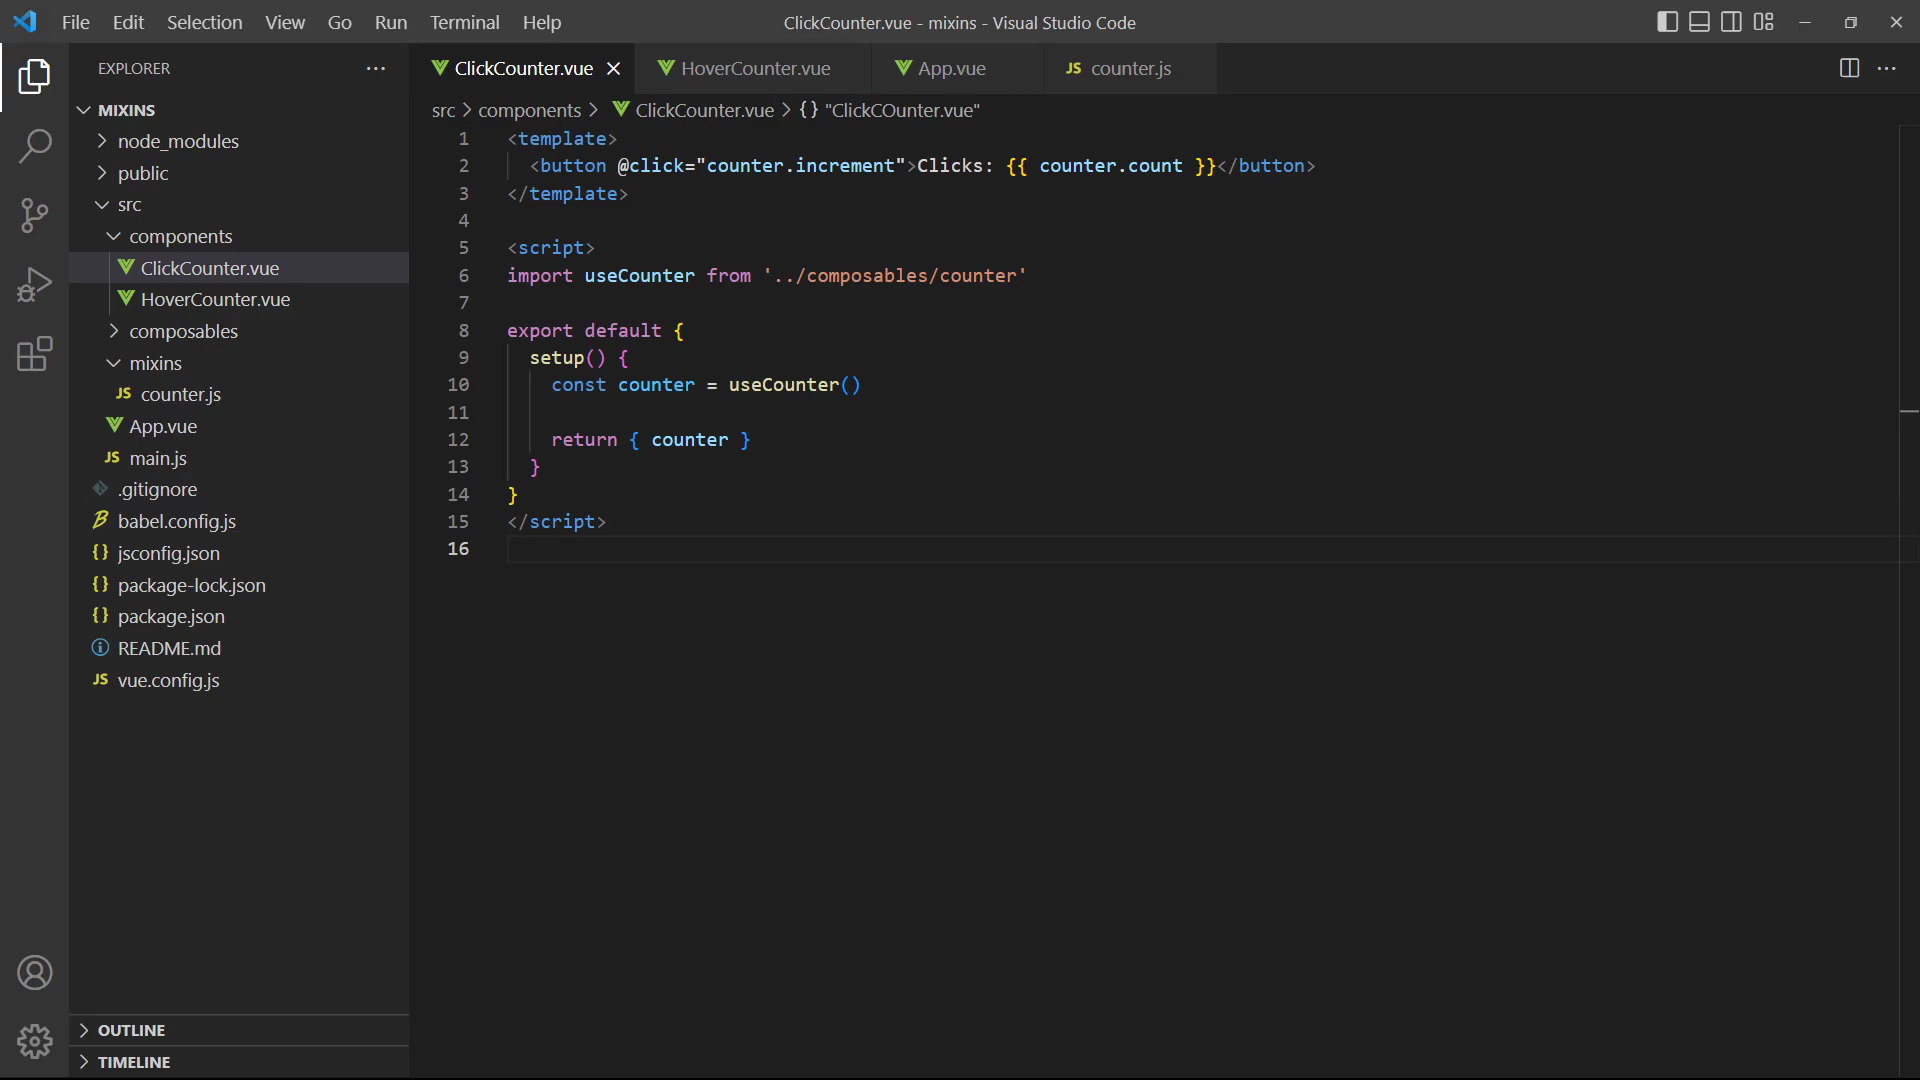 File Edit Selection View Go Run Terminal Help
ClickCounter.vue - mixins - Visual Studio Code
EXPLORER
MIXINS
node_modules
public
src
components
ClickCounter.vue
HoverCounter.vue
composables
mixins
JS counter.js
App.vue
JS main.js
.gitignore
babel.config.js
{} jsconfig.json
{} package-lock.json
{} package.json
README.md
JS vue.config.js
OUTLINE
TIMELINE
ClickCounter.vue HoverCounter.vue App.vue JS counter.js
src > components > ClickCounter.vue > {} "ClickCOunter.vue"
1 <template>
2 <button @click="counter.increment">Clicks: {{ counter.count }}</button>
3 </template>
4
5 <script>
6 import useCounter from '../composables/counter'
7
8 export default {
9 setup() {
10 const counter = useCounter()
11
12 return { counter }
13 }
14 }
15 </script>
16